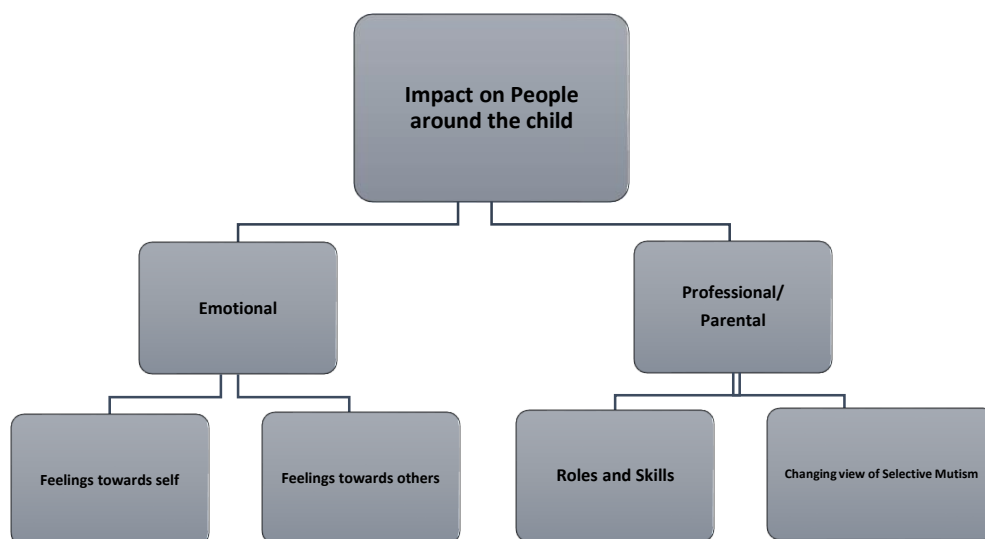 Impact on People
around the child
Emotional
Professional/
Parental
Feelings towards self
Feelings towards others
Roles and Skills
Changing view of Selective Mutism